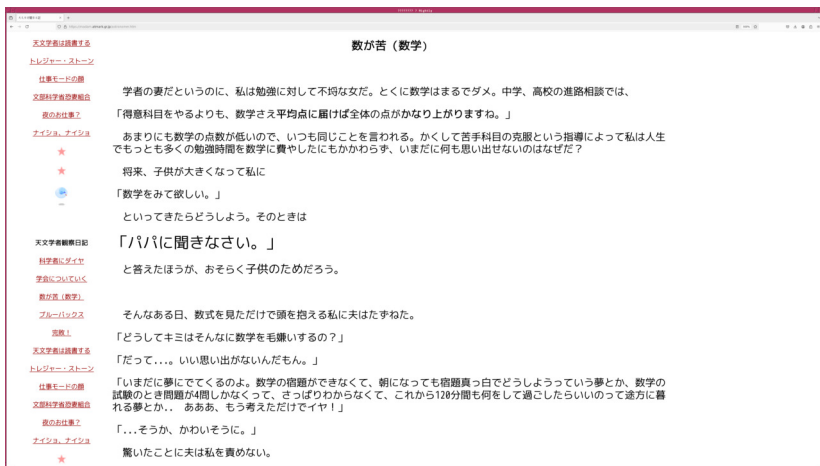 天文学者は読書する
トレジャー・ストーン
仕事モードの顔
文部科学省恐妻組合
夜のお仕事？
ナイショ、ナイショ
天文学者観察日記
科学者にダイヤ
学会についていく
数が苦（数学）
ブルーバックス
完敗！
天文学者は読書する
トレジャー・ストーン
仕事モードの顔
文部科学省恐妻組合
夜のお仕事？
ナイショ、ナイショ
数が苦（数学）
学者の妻だというのに、私は勉強に対して不埒な女だ。とくに数学はまるでダメ。中学、高校の進路相談では、
「得意科目をやるよりも、数学さえ平均点に届けば全体の点がかなり上がりますね。」
あまりにも数学の点数が低いので、いつも同じことを言われる。かくして苦手科目の克服という指導によって私は人生
でもっとも多くの勉強時間を数学に費やしたにもかかわらず、いまだに何も思い出せないのはなぜだ？
将来、子供が大きくなって私に
「数学をみて欲しい。」
といってきたらどうしよう。そのときは
「パパに聞きなさい。」
と答えたほうが、おそらく子供のためだろう。
そんなある日、数式を見ただけで頭を抱える私に夫はたずねた。
「どうしてキミはそんなに数学を毛嫌いするの？」
「だって...。いい思い出がないんだもん。」
「いまだに夢にでてくるのよ。数学の宿題ができなくて、朝になっても宿題真っ白でどうしようっていう夢とか、数学の
試験のとき問題が4問しかなくって、さっぱりわからなくて、これから120分間も何をして過ごしたらいいのって途方に暮
れる夢とか.. あああ、もう考えただけでイヤ！」
「...そうか、かわいそうに。」
驚いたことに夫は私を責めない。